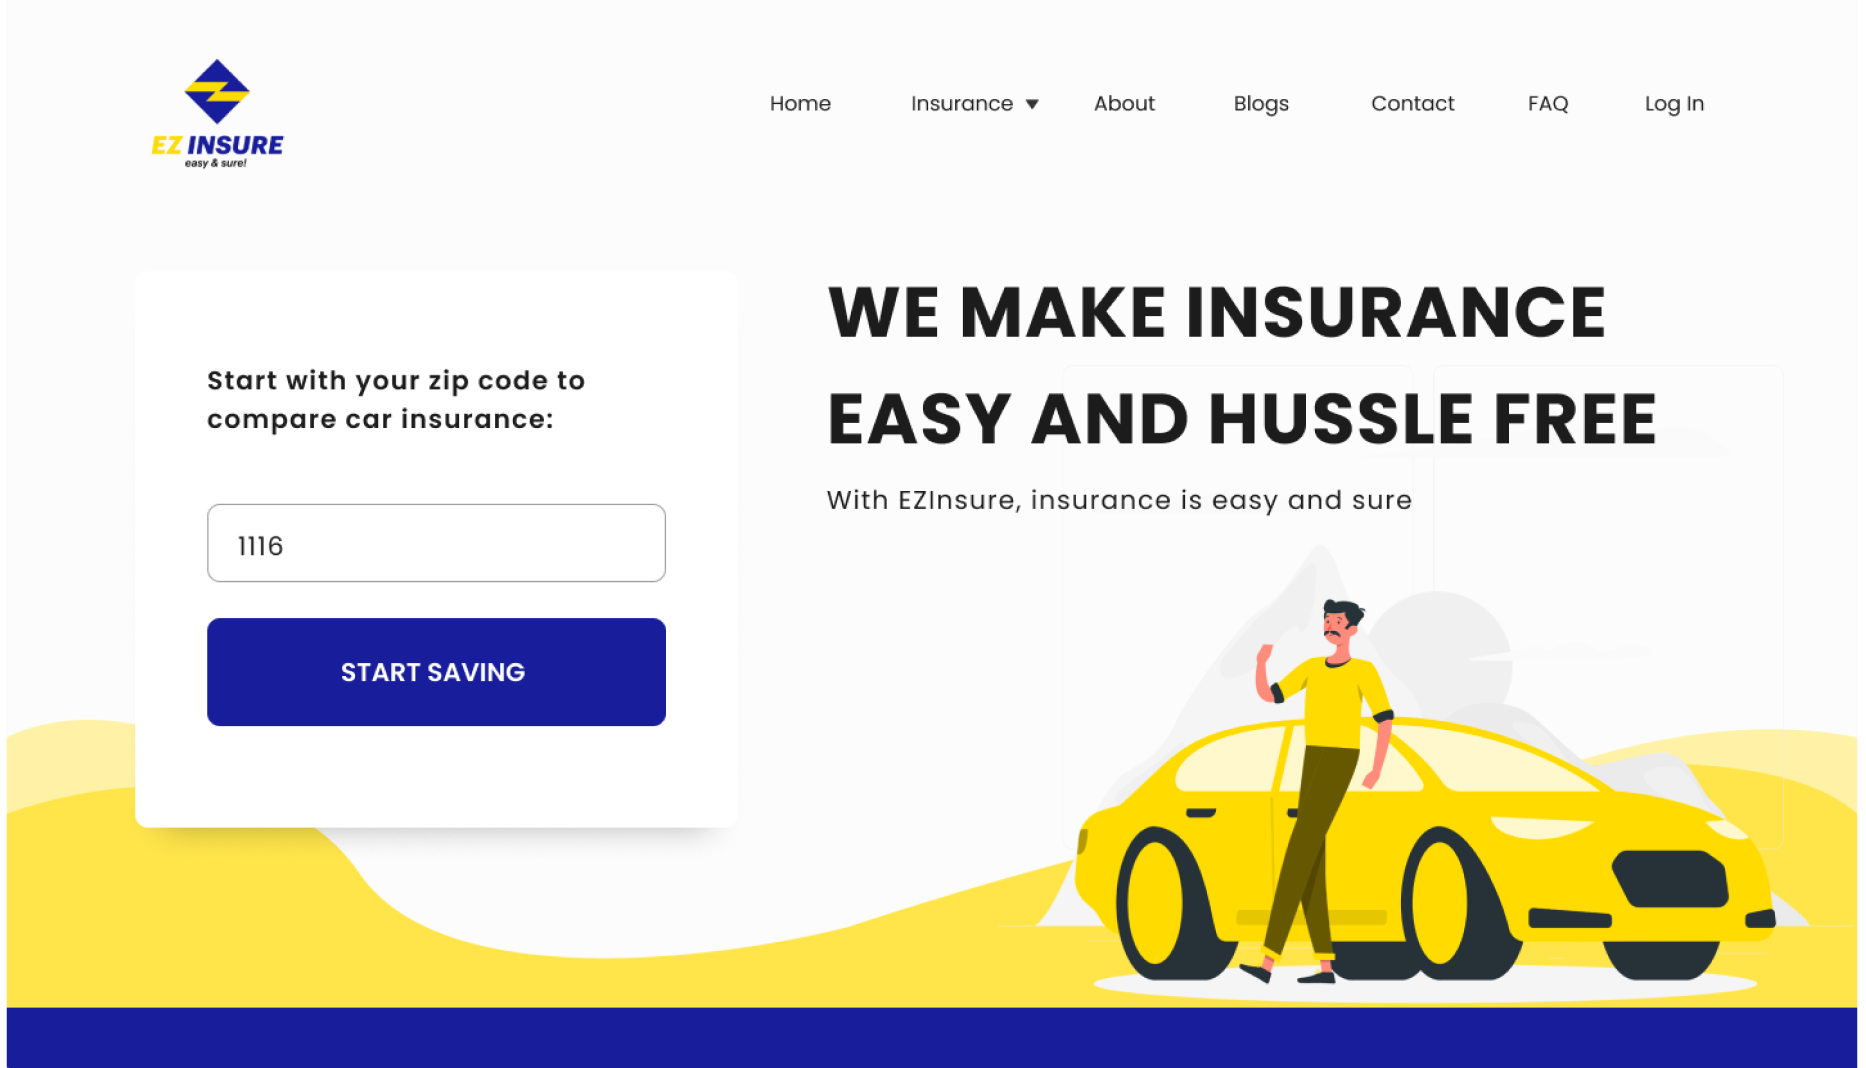 EZ INSURE
easy & sure!
Home Insurance About Blogs Contact FAQ Log In
Start with your zip code to
compare car insurance:
1116
START SAVING
WE MAKE INSURANCE
EASY AND HUSSLE FREE
With EZInsure, insurance is easy and sure